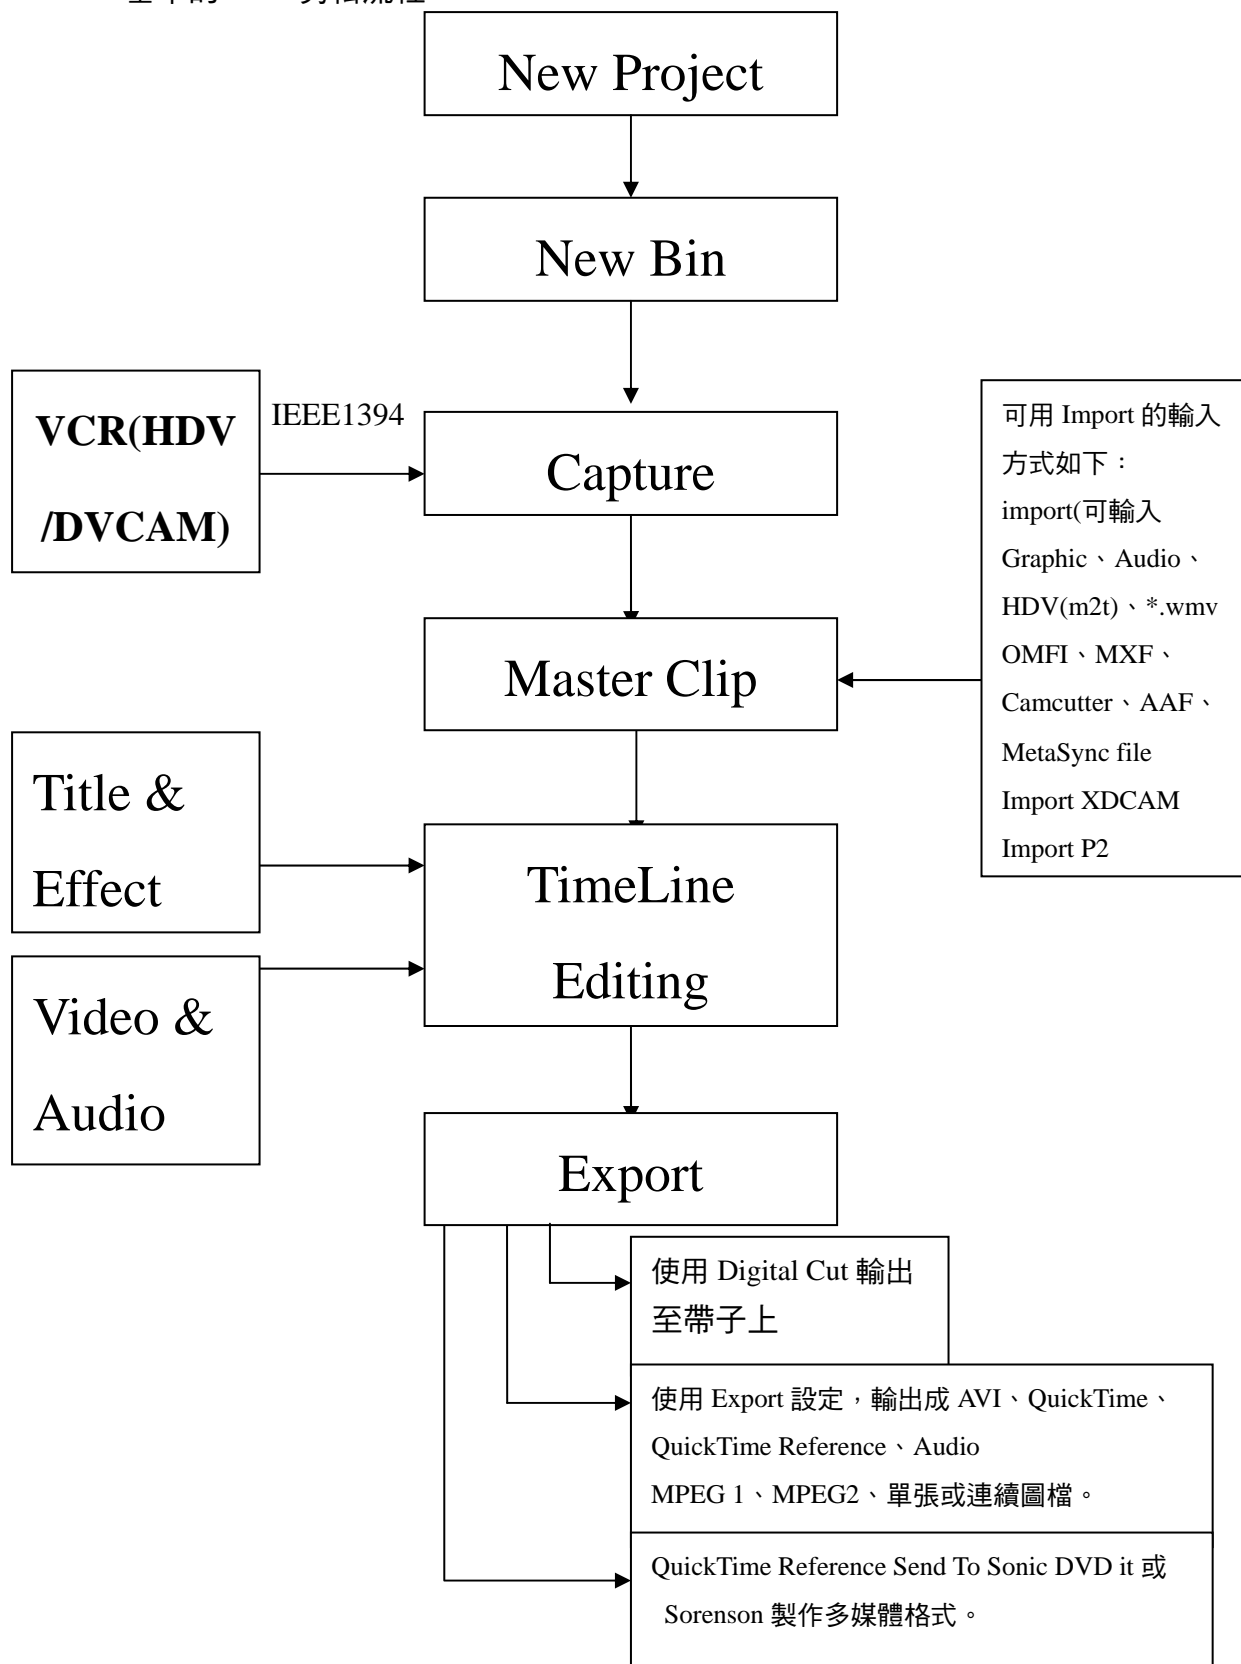 New Project
New Bin
VCR(HDV
/DVCAM)
IEEE1394
Capture
可用 Import 的輸入
方式如下：
import(可輸入
Graphic、Audio、
HDV(m2t)、*.wmv
OMFI、MXF、
Camcutter、AAF、
MetaSync file
Import XDCAM
Import P2
Master Clip
Title &
Effect
TimeLine
Editing
Video &
Audio
Export
使用 Digital Cut 輸出
至帶子上
使用 Export 設定，輸出成 AVI、QuickTime、
QuickTime Reference、Audio
MPEG 1、MPEG2、單張或連續圖檔。
QuickTime Reference Send To Sonic DVD it 或
Sorenson 製作多媒體格式。